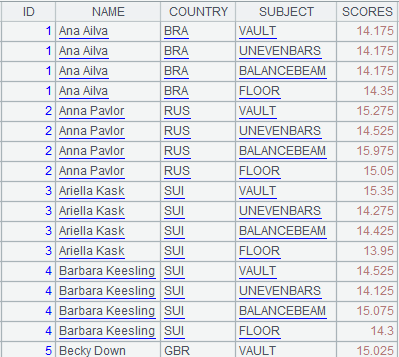 ID NAME COUNTRY SUBJECT SCORES
1 Ana Ailva BRA VAULT 14.175
1 Ana Ailva BRA UNEVENBARS 14.175
1 Ana Ailva BRA BALANCEBEAM 14.175
1 Ana Ailva BRA FLOOR 14.35
2 Anna Pavlor RUS VAULT 15.275
2 Anna Pavlor RUS UNEVENBARS 14.525
2 Anna Pavlor RUS BALANCEBEAM 15.975
2 Anna Pavlor RUS FLOOR 15.05
3 Ariella Kask SUI VAULT 15.35
3 Ariella Kask SUI UNEVENBARS 14.275
3 Ariella Kask SUI BALANCEBEAM 14.425
3 Ariella Kask SUI FLOOR 13.95
4 Barbara Keesling SUI VAULT 14.525
4 Barbara Keesling SUI UNEVENBARS 14.125
4 Barbara Keesling SUI BALANCEBEAM 15.075
4 Barbara Keesling SUI FLOOR 14.3
5 Becky Down GBR VAULT 15.025